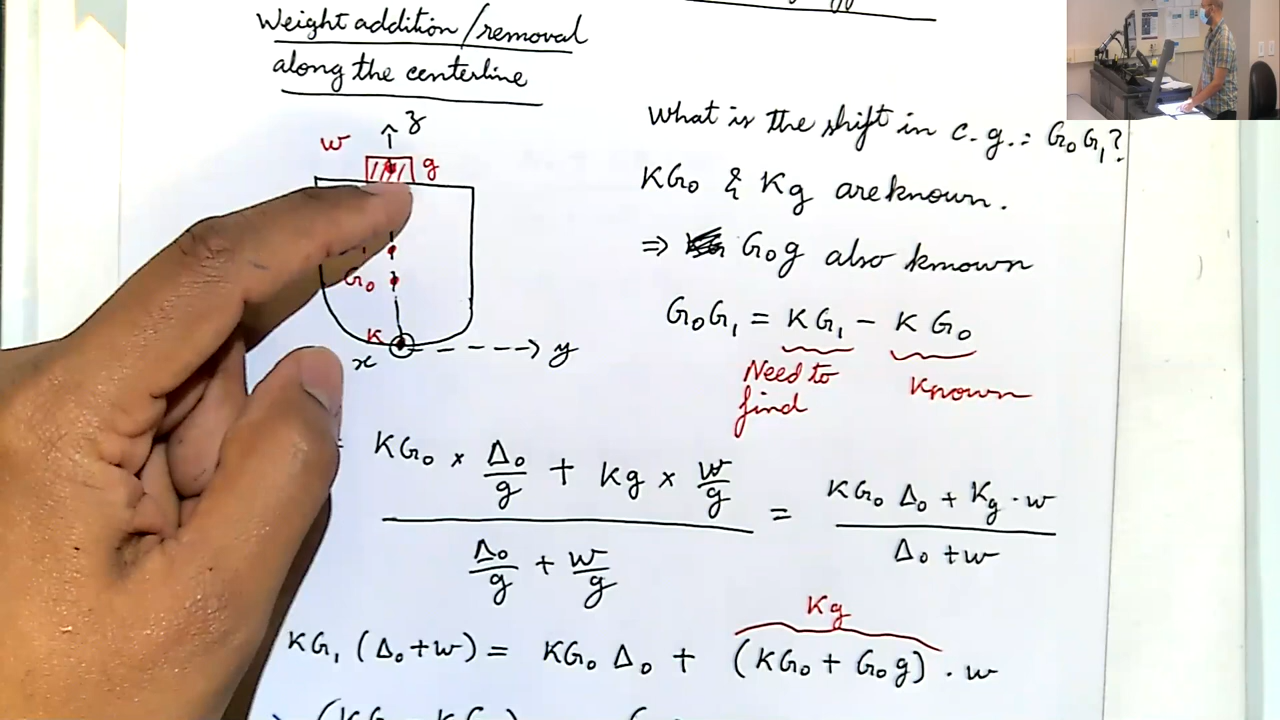 Weight addition/removal
along the centerline
z
w
g
G₀
K
x
y
What is the shift in c.g. = G₀G₁?
KG₀ & Kg are known.
⇒ G₀g also known
G₀G₁ = KG₁ - KG₀
Need to find
Known
= KG₀ × Δ₀/g + Kg × w/g = KG₀ Δ₀ + Kg · w
Δ₀/g + w/g
Δ₀ + w
Kg
KG₁ (Δ₀+w) = KG₀ Δ₀ + (KG₀ + G₀g) · w